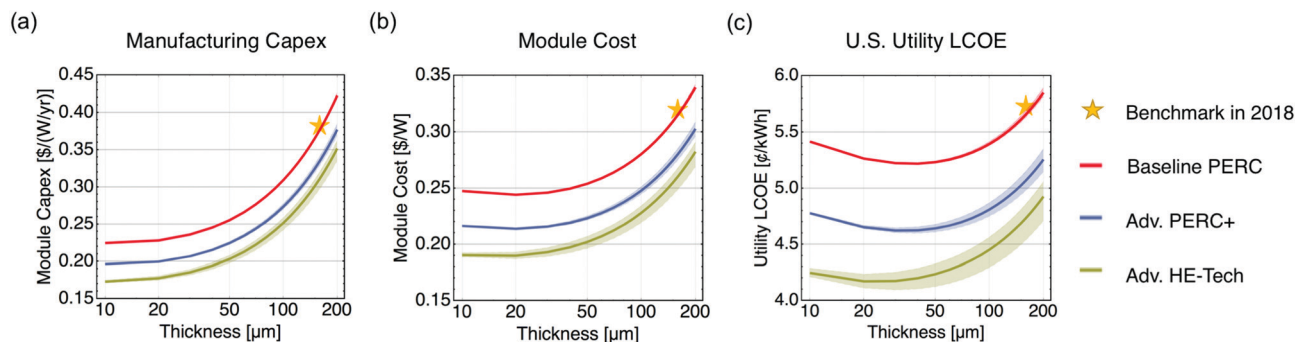 (a)
Manufacturing Capex
Module Capex [$/(W/yr)]
0.45
0.40
0.35
0.30
0.25
0.20
0.15
10
20
50
100
200
Thickness [µm]
(b)
Module Cost
Module Cost [$/W]
0.35
0.30
0.25
0.20
0.15
10
20
50
100
200
Thickness [µm]
(c)
U.S. Utility LCOE
Utility LCOE [¢/kWh]
6.0
5.5
5.0
4.5
4.0
10
20
50
100
200
Thickness [µm]
Benchmark in 2018
Baseline PERC
Adv. PERC+
Adv. HE-Tech